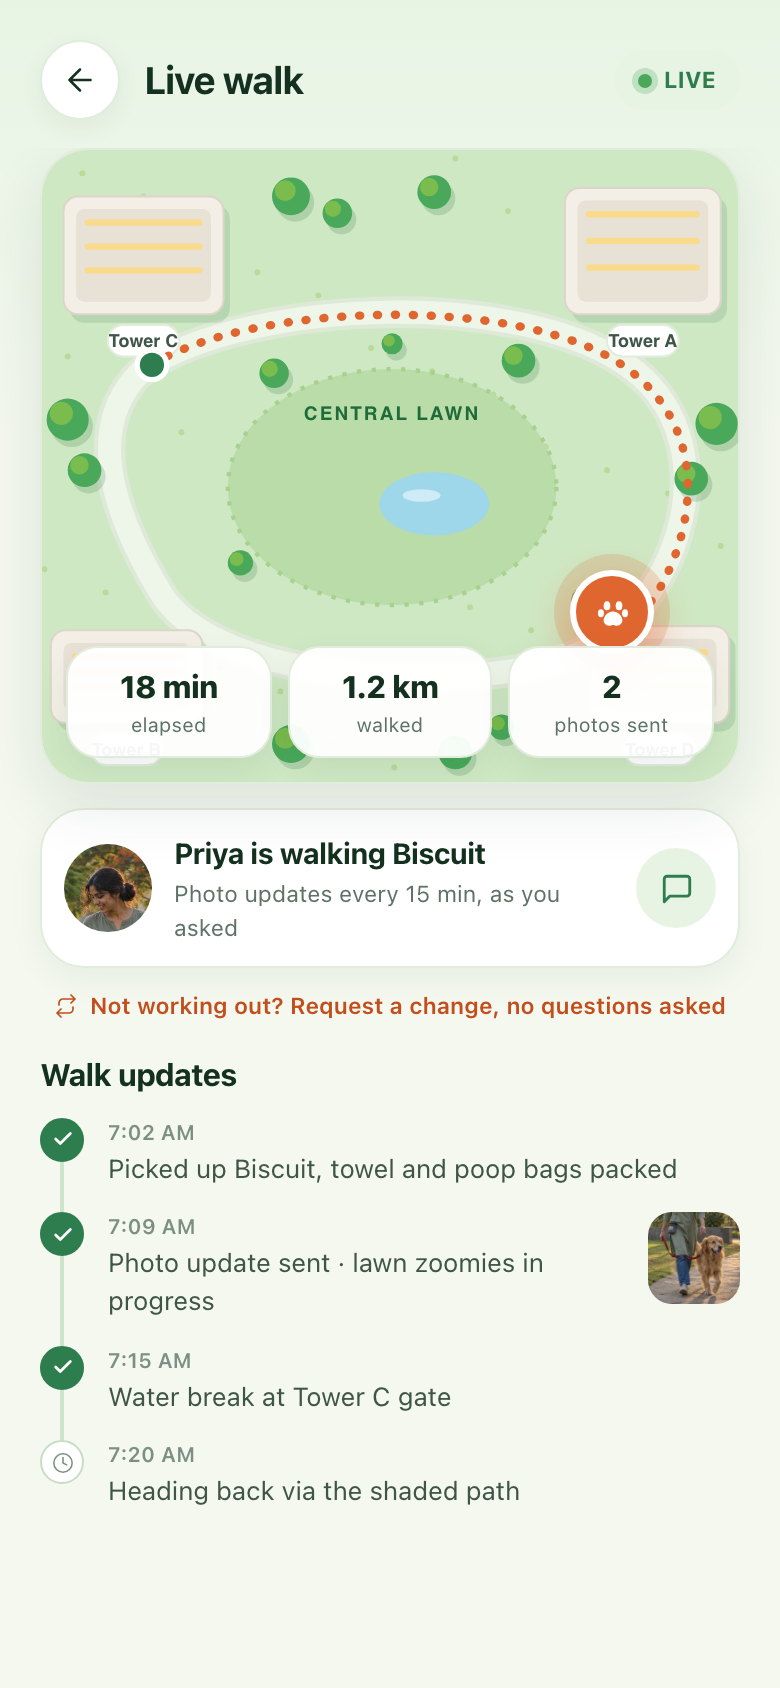 Live walk
LIVE
Tower C
Tower A
CENTRAL LAWN
18 min
elapsed
1.2 km
walked
2
photos sent
Tower B
Tower D
Priya is walking Biscuit
Photo updates every 15 min, as you
asked
Not working out? Request a change, no questions asked
Walk updates
7:02 AM
Picked up Biscuit, towel and poop bags packed
7:09 AM
Photo update sent · lawn zoomies in
progress
7:15 AM
Water break at Tower C gate
7:20 AM
Heading back via the shaded path